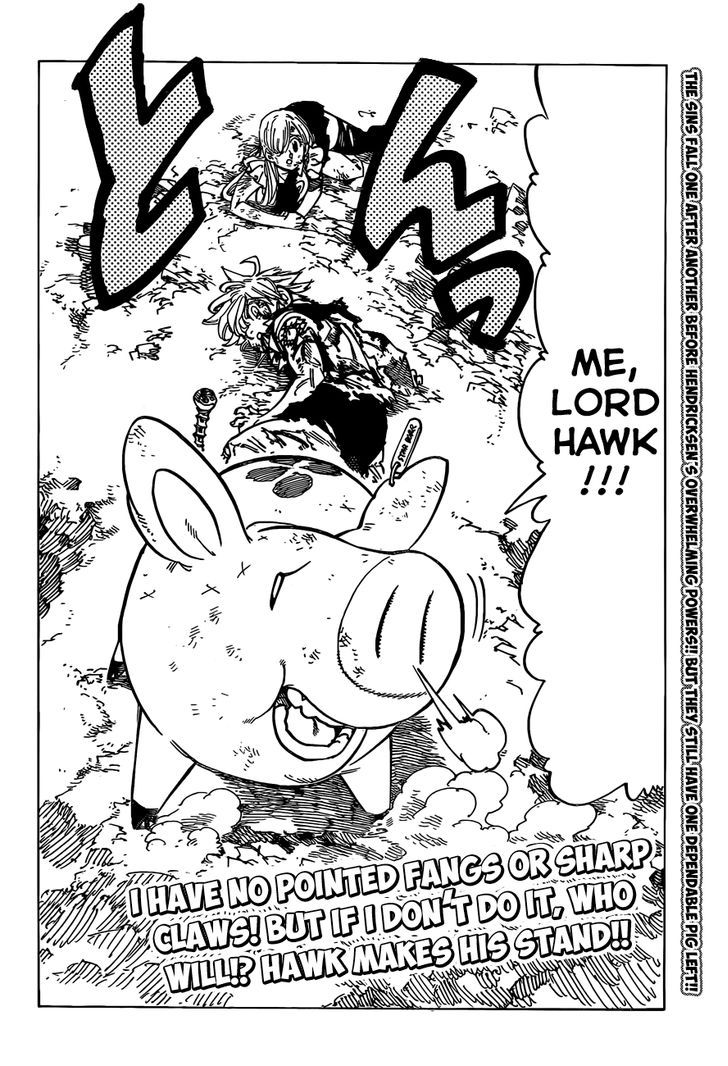 THE SINS FALL ONE AFTER ANOTHER BEFORE HENDRICKSEN'S OVERWHELMING POWERS!! BUT THEY STILL HAVE ONE DEPENDABLE PIG LEFT!!
ME,
LORD
HAWK
!!!
どんっ
I HAVE NO POINTED FANGS OR SHARP
CLAWS! BUT IF I DON'T DO IT, WHO
WILL!? HAWK MAKES HIS STAND!!